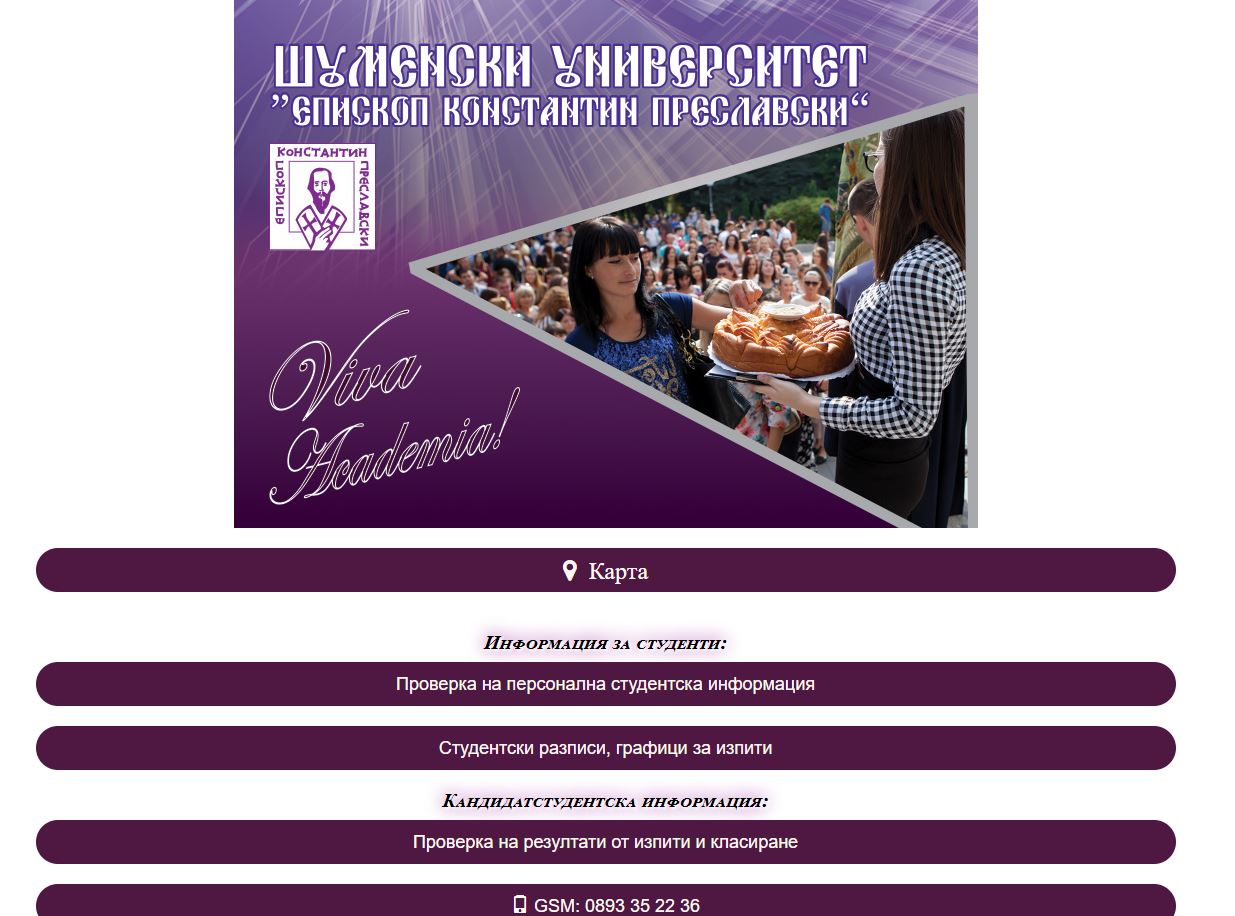 ШУМЕНСКИ УНИВЕРСИТЕТ
"ЕПИСКОП КОНСТАНТИН ПРЕСЛАВСКИ"
ЕПИСКОП
КОНСТАНТИН
ПРЕСЛАВСКИ
Viva
Academia!
Карта
Информация за студенти:
Проверка на персонална студентска информация
Студентски разписи, графици за изпити
Кандидатстудентска информация:
Проверка на резултати от изпити и класиране
GSM: 0893 35 22 36